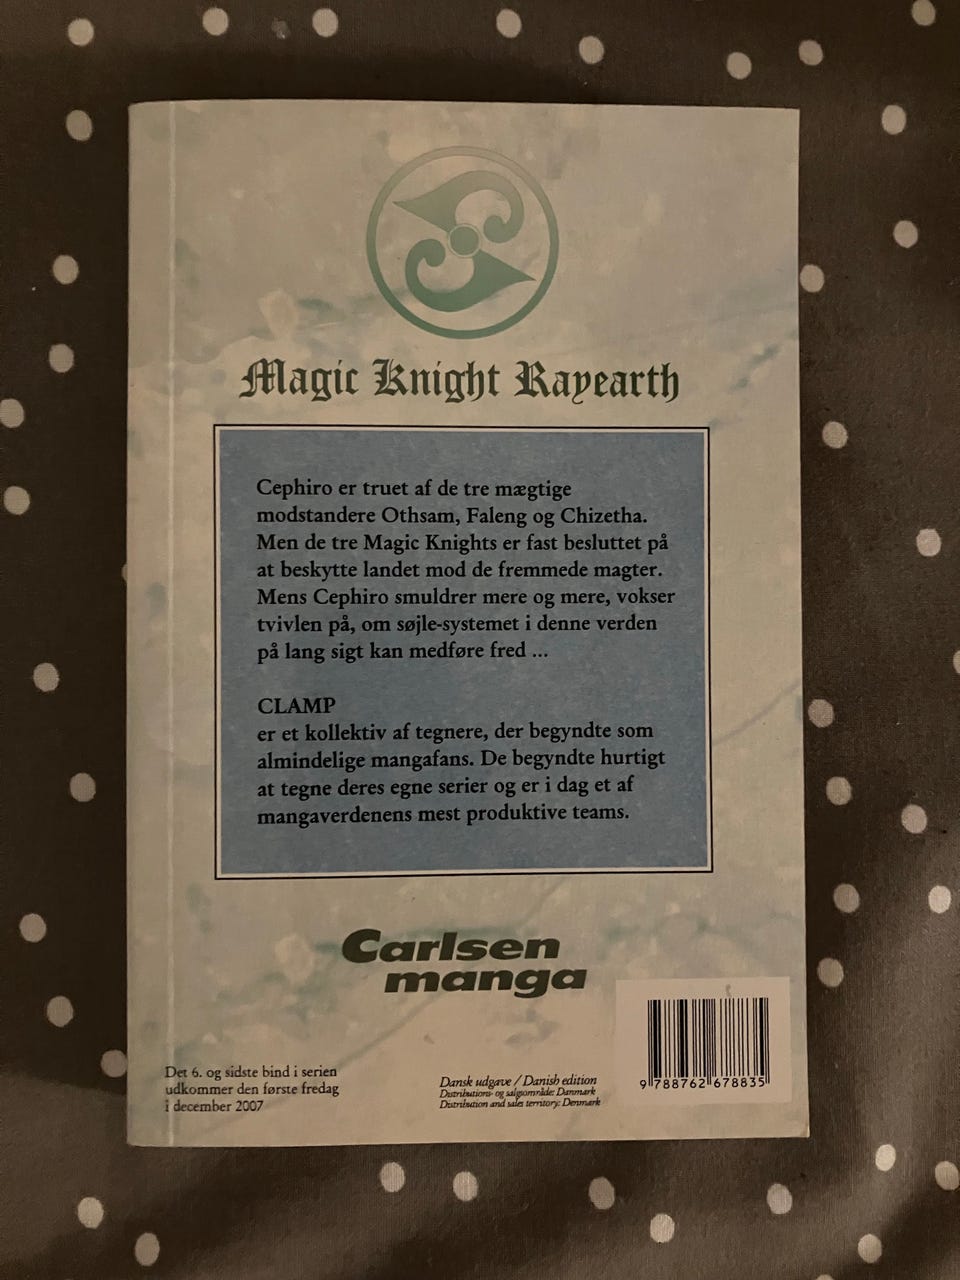 Magic Knight Rayearth
Cephiro er truet af de tre mægtige
modstandere Othsam, Faleng og Chizetha.
Men de tre Magic Knights er fast besluttet på
at beskytte landet mod de fremmede magter.
Mens Cephiro smuldrer mere og mere, vokser
tvivlen på, om søjle-systemet i denne verden
på lang sigt kan medføre fred ...
CLAMP
er et kollektiv af tegnere, der begyndte som
almindelige mangafans. De begyndte hurtigt
at tegne deres egne serier og er i dag et af
mangaverdenens mest produktive teams.
Carlsen
manga
Det 6. og sidste bind i serien
udkommer den første fredag
i december 2007
Dansk udgave / Danish edition
Distributions- og salgsområde: Danmark
Distribution and sales territory: Denmark
9 788762 678835